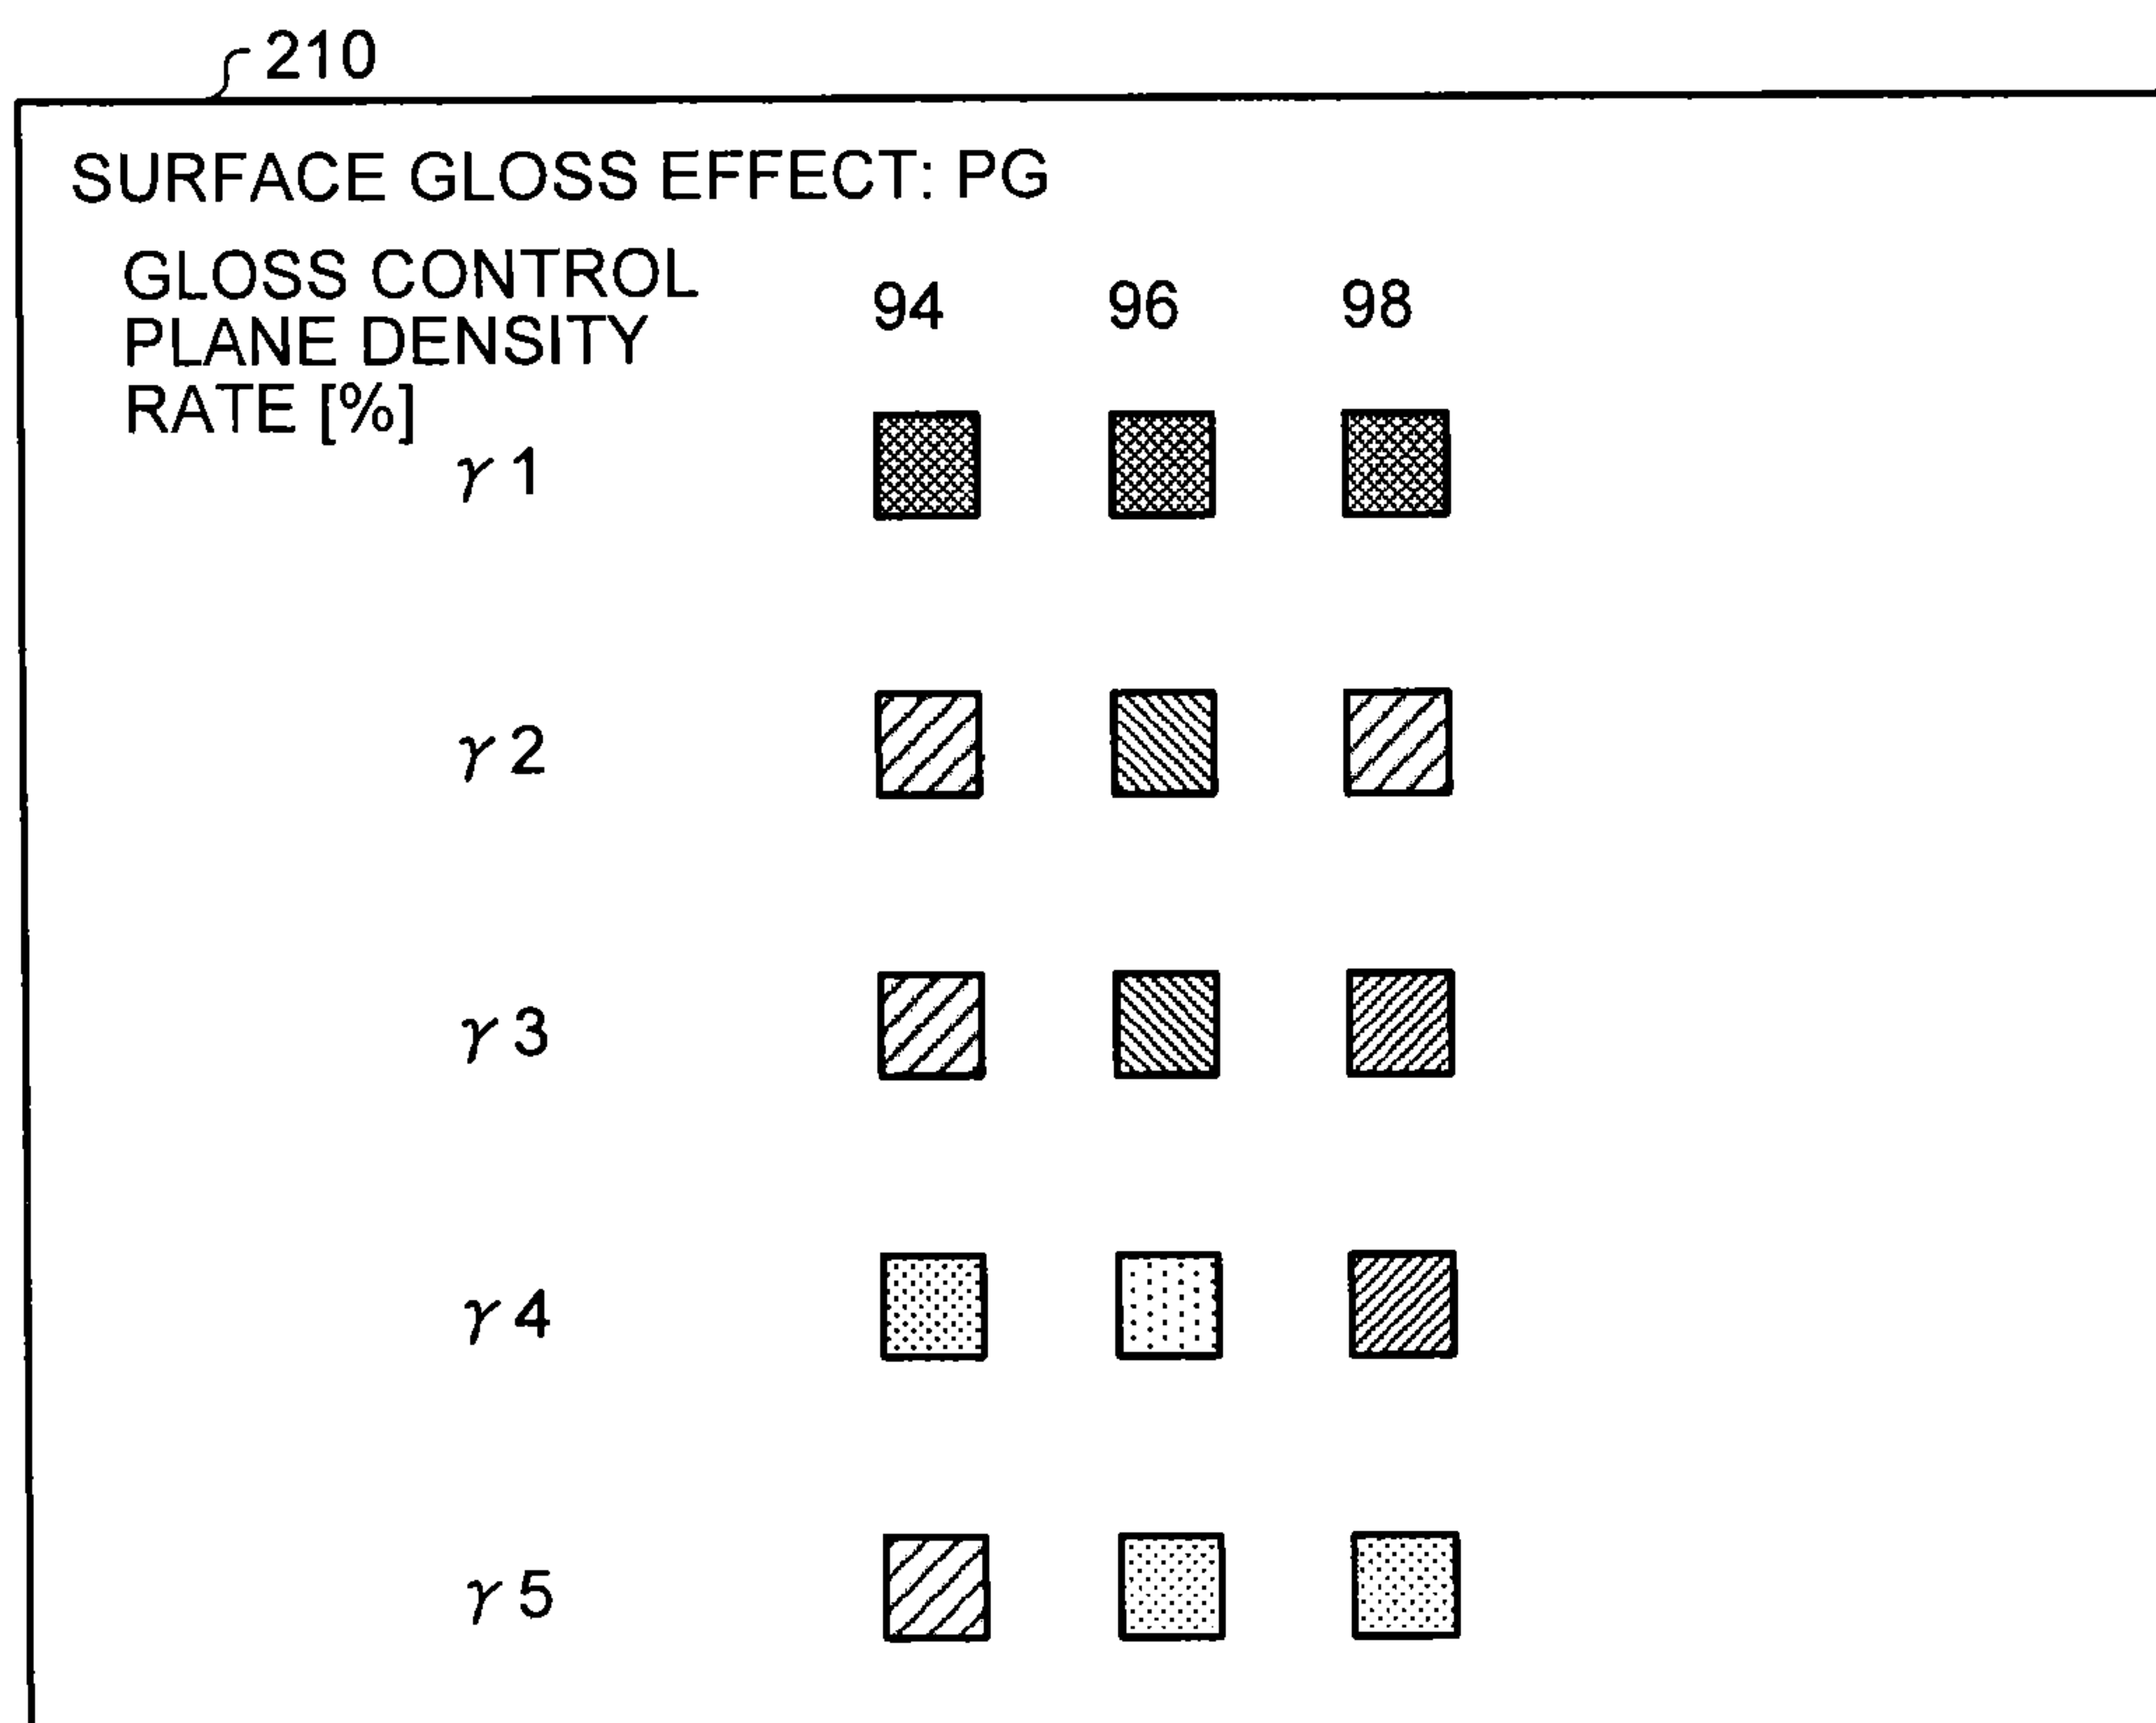 210
SURFACE GLOSS EFFECT: PG
GLOSS CONTROL
PLANE DENSITY
RATE [%]
94 96 98
γ1
γ2
γ3
γ4
γ5